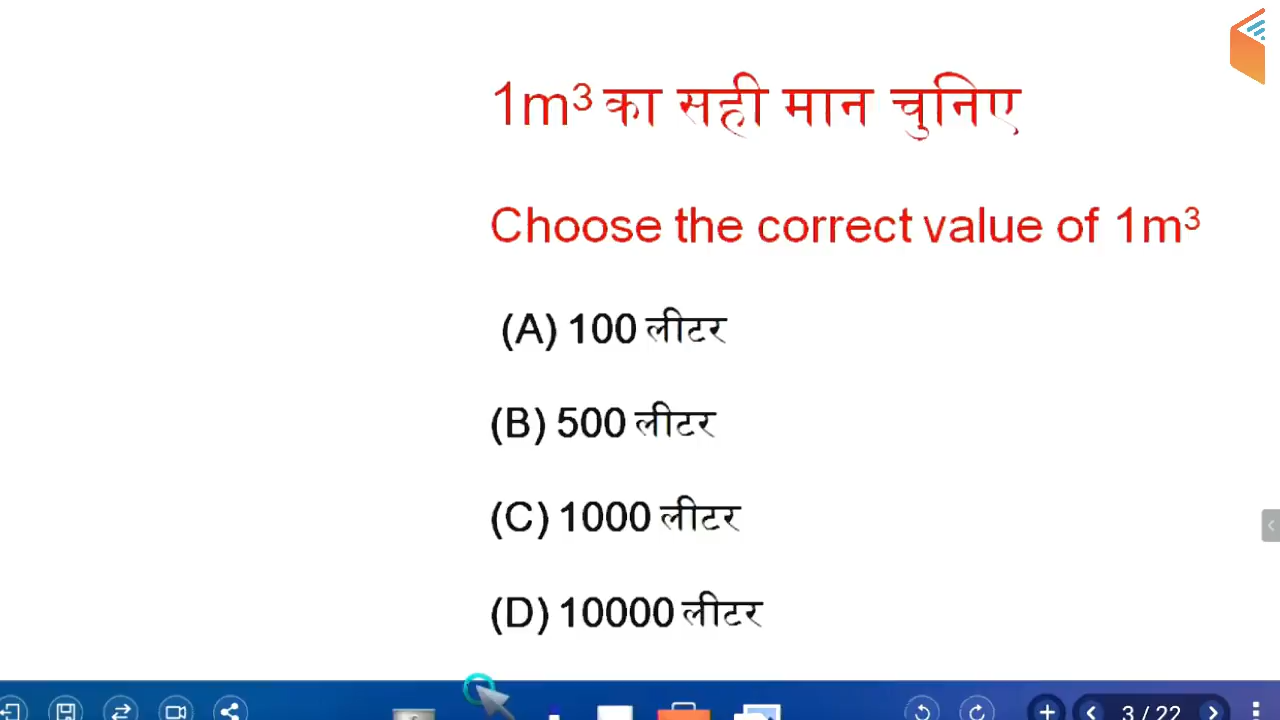 1m³ का सही मान चुनिए
Choose the correct value of 1m³
(A) 100 लीटर
(B) 500 लीटर
(C) 1000 लीटर
(D) 10000 लीटर
3 / 22